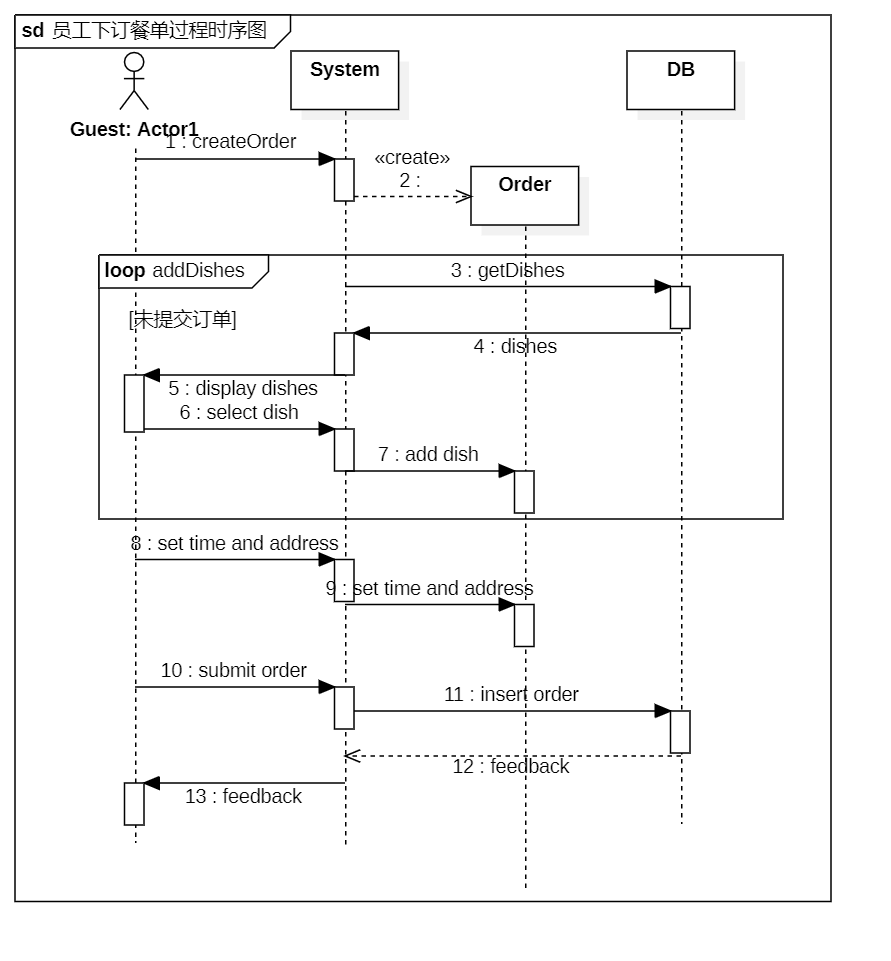 sd 员工下订餐单过程时序图
System
DB
Guest: Actor1
1 : createOrder
«create»
2 :
Order
loop addDishes
3 : getDishes
[未提交订单]
4 : dishes
5 : display dishes
6 : select dish
7 : add dish
8 : set time and address
9 : set time and address
10 : submit order
11 : insert order
12 : feedback
13 : feedback